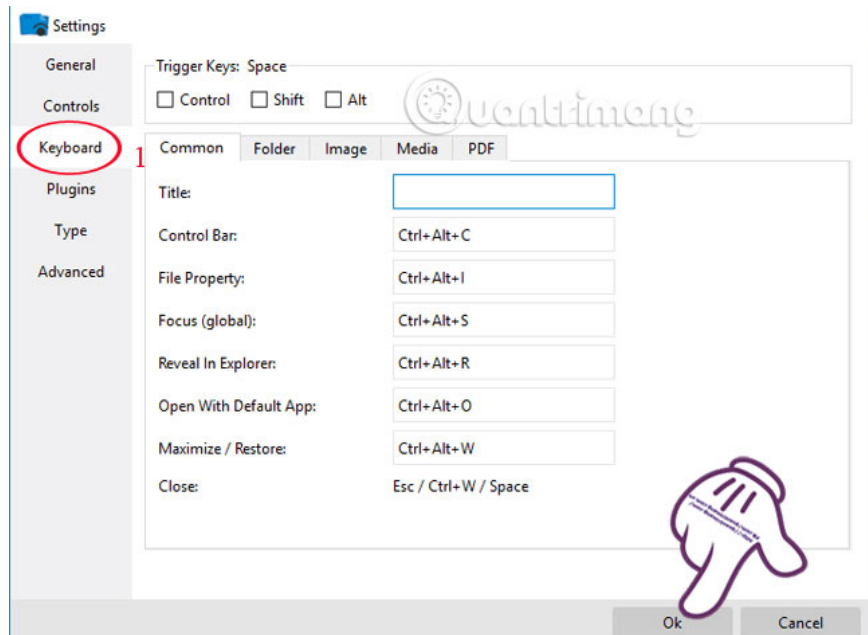 Settings
General
Controls
Keyboard
1
Plugins
Type
Advanced
Trigger Keys: Space
Control Shift Alt
Quantrimang
Common Folder Image Media PDF
Title:
Control Bar: Ctrl+Alt+C
File Property: Ctrl+Alt+I
Focus (global): Ctrl+Alt+S
Reveal In Explorer: Ctrl+Alt+R
Open With Default App: Ctrl+Alt+O
Maximize / Restore: Ctrl+Alt+W
Close: Esc / Ctrl+W / Space
Ok Cancel